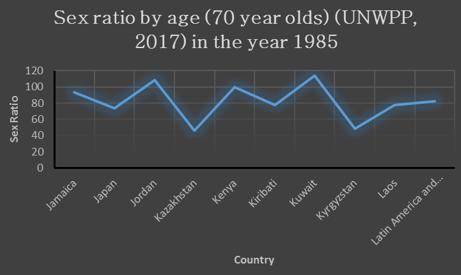 Sex ratio by age (70 year olds) (UNWPP,
2017) in the year 1985
120
100
80
60
40
20
0
Sex Ratio
Jamaica
Japan
Jordan
Kazakhstan
Kenya
Kiribati
Kuwait
Kyrgyzstan
Laos
Latin America and...
Country